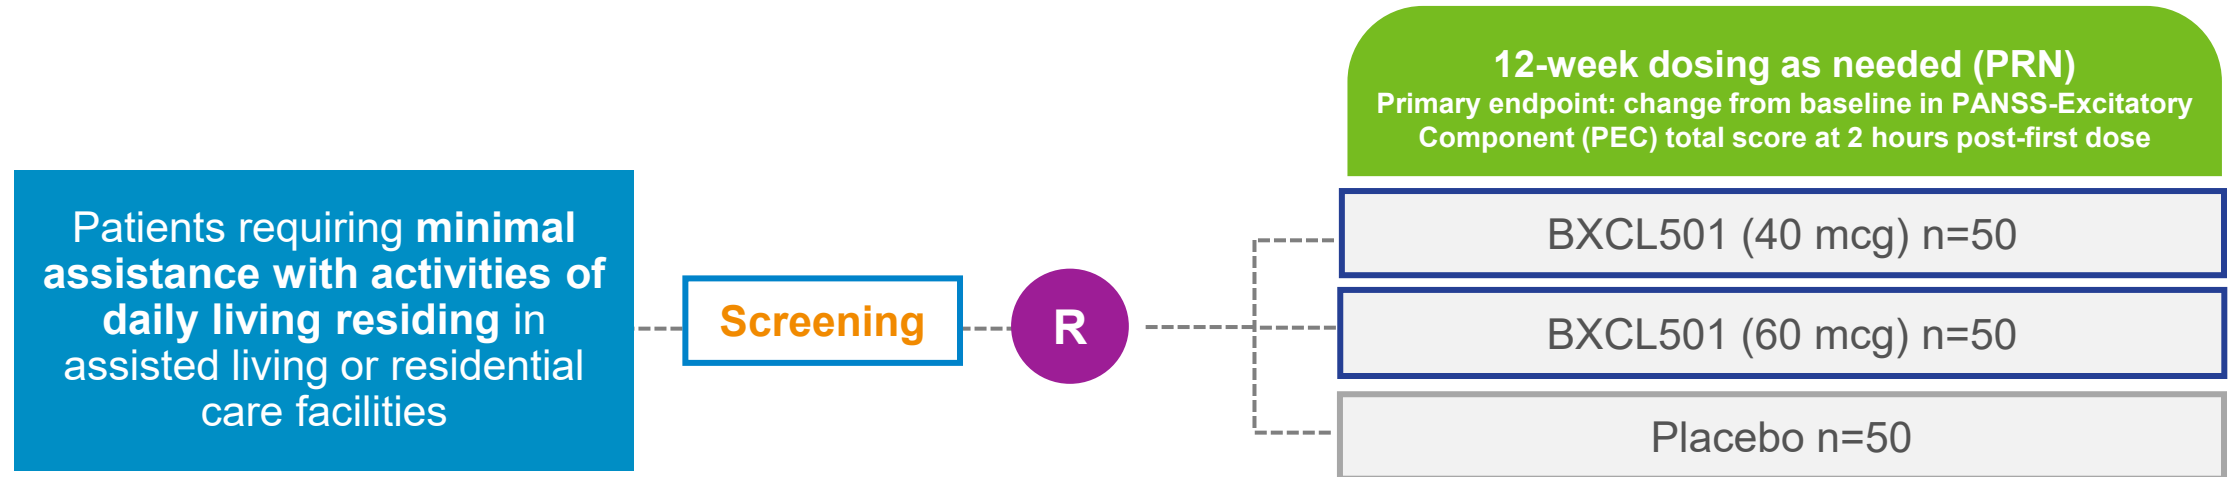 12-week dosing as needed (PRN)
Primary endpoint: change from baseline in PANSS-Excitatory
Component (PEC) total score at 2 hours post-first dose
Patients requiring minimal
assistance with activities of
daily living residing in
assisted living or residential
care facilities
Screening
R
BXCL501 (40 mcg) n=50
BXCL501 (60 mcg) n=50
Placebo n=50